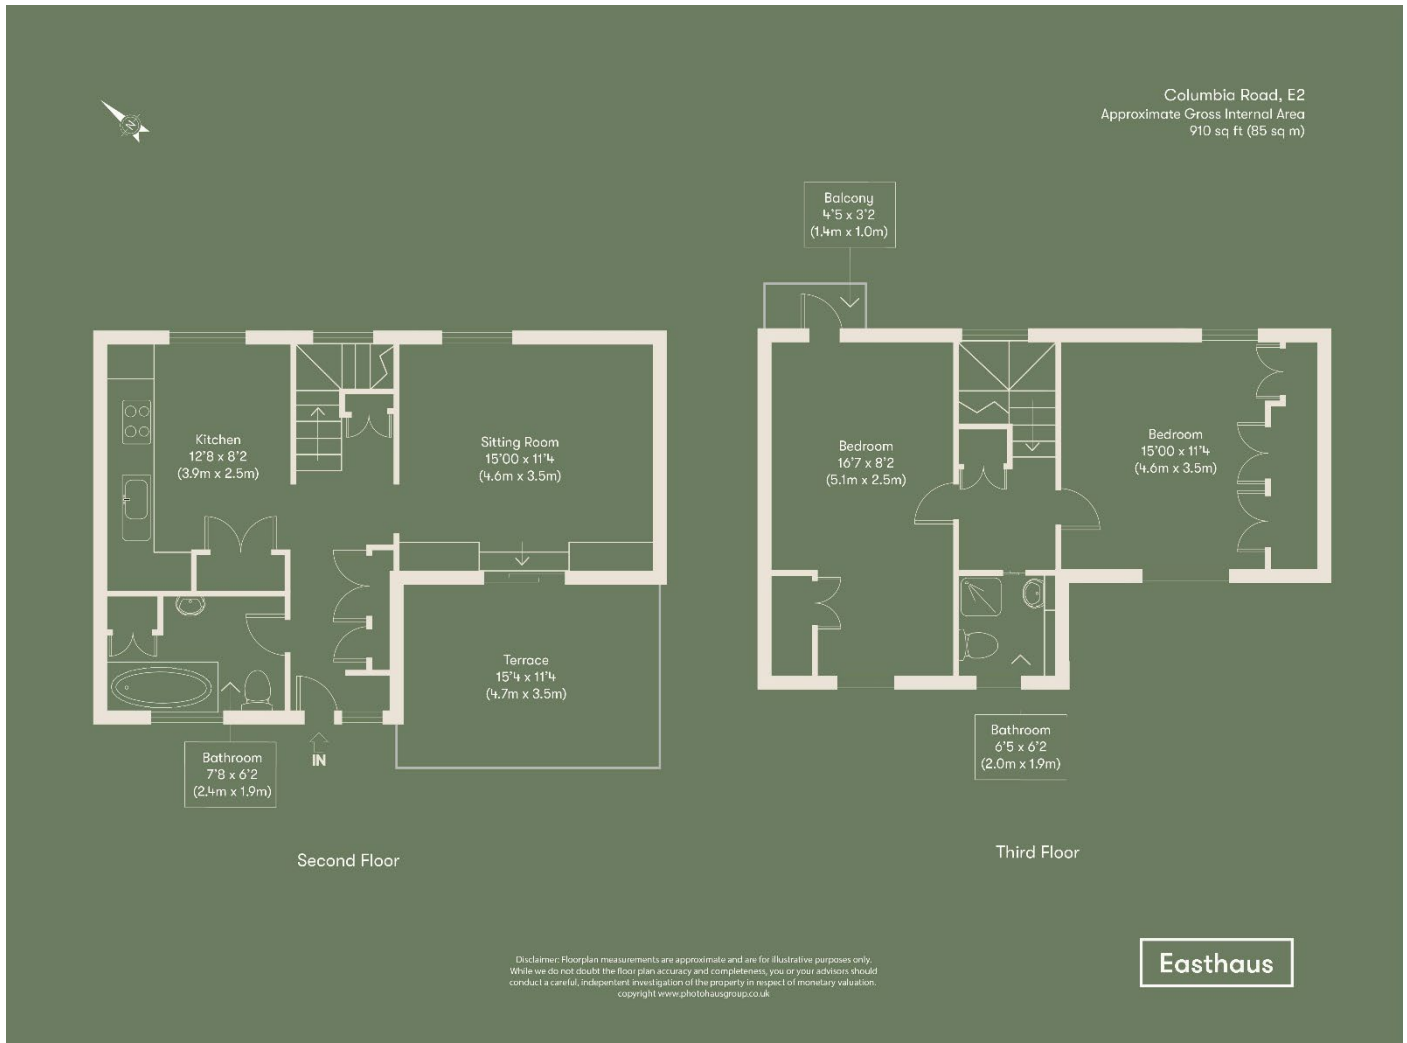 N
Columbia Road, E2
Approximate Gross Internal Area
910 sq ft (85 sq m)
Balcony
4'5 x 3'2
(1.4m x 1.0m)
Kitchen
12'8 x 8'2
(3.9m x 2.5m)
Sitting Room
15'00 x 11'4
(4.6m x 3.5m)
Bedroom
16'7 x 8'2
(5.1m x 2.5m)
Bedroom
15'00 x 11'4
(4.6m x 3.5m)
Terrace
15'4 x 11'4
(4.7m x 3.5m)
IN
Bathroom
7'8 x 6'2
(2.4m x 1.9m)
Bathroom
6'5 x 6'2
(2.0m x 1.9m)
Second Floor
Third Floor
Disclaimer: Floorplan measurements are approximate and are for illustrative purposes only.
While we do not doubt the floor plan accuracy and completeness, you or your advisors should
conduct a careful, indepentent investigation of the property in respect of monetary valuation.
copyright www.photohausgroup.co.uk
Easthaus